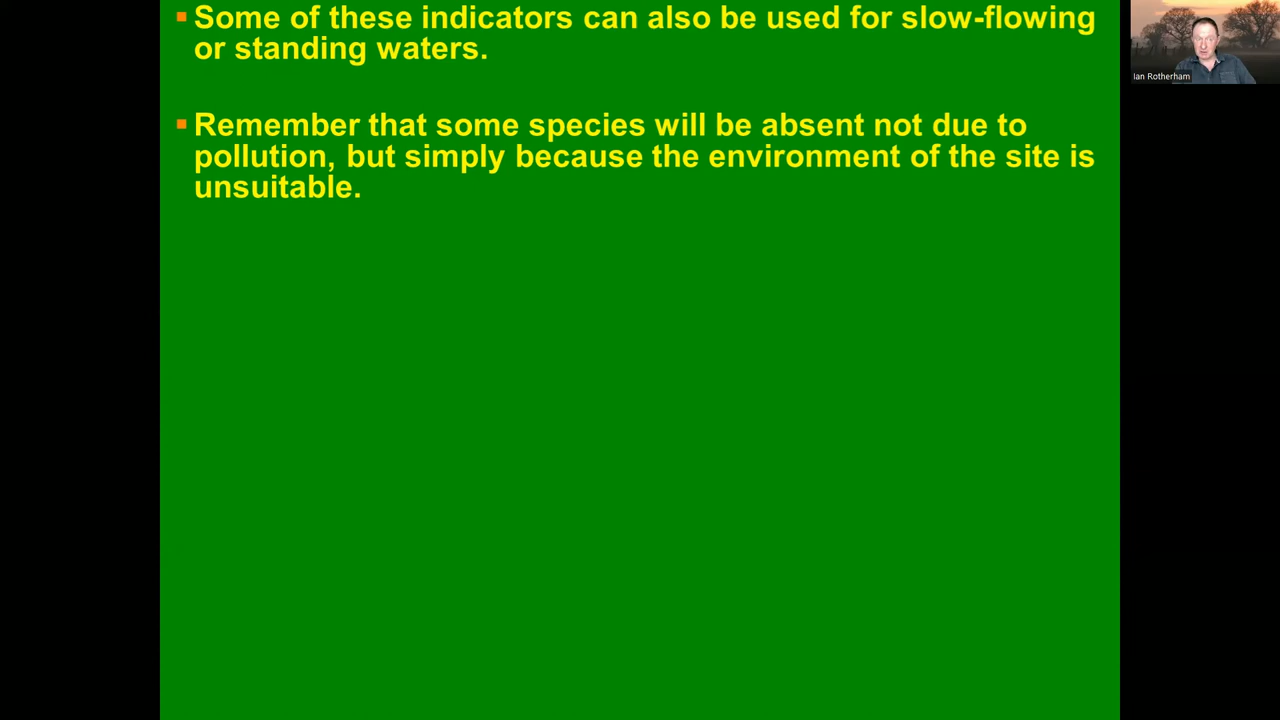 Some of these indicators can also be used for slow-flowing
or standing waters.
Remember that some species will be absent not due to
pollution, but simply because the environment of the site is
unsuitable.
Ian Rotherham